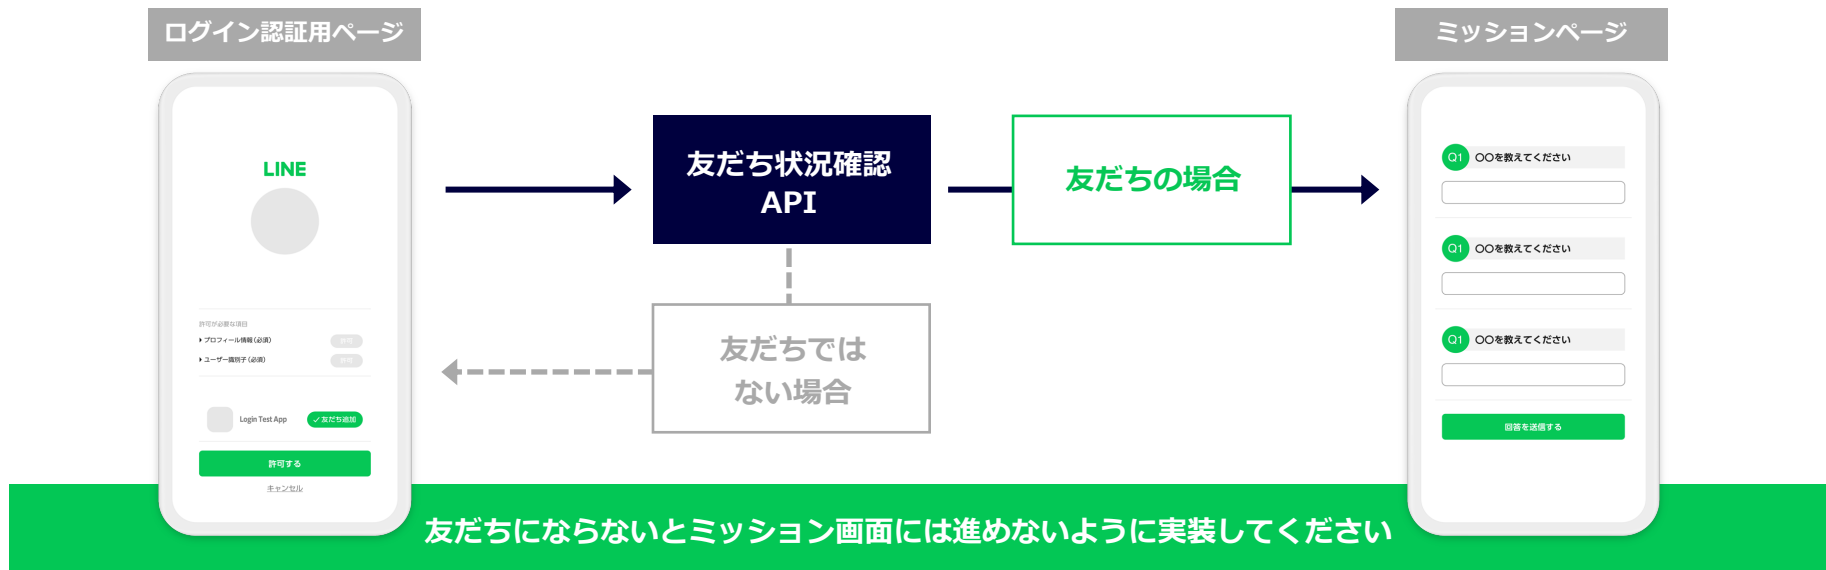 ログイン認証用ページ
LINE
許可が必要な項目
プロフィール情報(必須)
許可
ユーザー識別子(必須)
許可
Login Test App
友だち追加
許可する
キャンセル
友だち状況確認
API
友だちの場合
友だちでは
ない場合
ミッションページ
Q1 〇〇を教えてください
Q1 〇〇を教えてください
Q1 〇〇を教えてください
回答を送信する
友だちにならないとミッション画面には進めないように実装してください